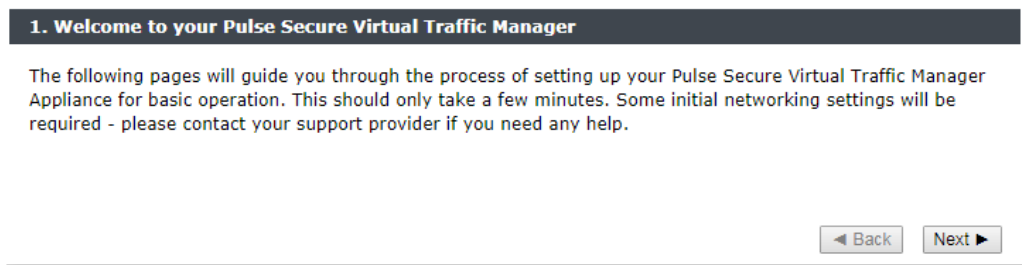 1. Welcome to your Pulse Secure Virtual Traffic Manager
The following pages will guide you through the process of setting up your Pulse Secure Virtual Traffic Manager
Appliance for basic operation. This should only take a few minutes. Some initial networking settings will be
required - please contact your support provider if you need any help.
◄ Back Next ►